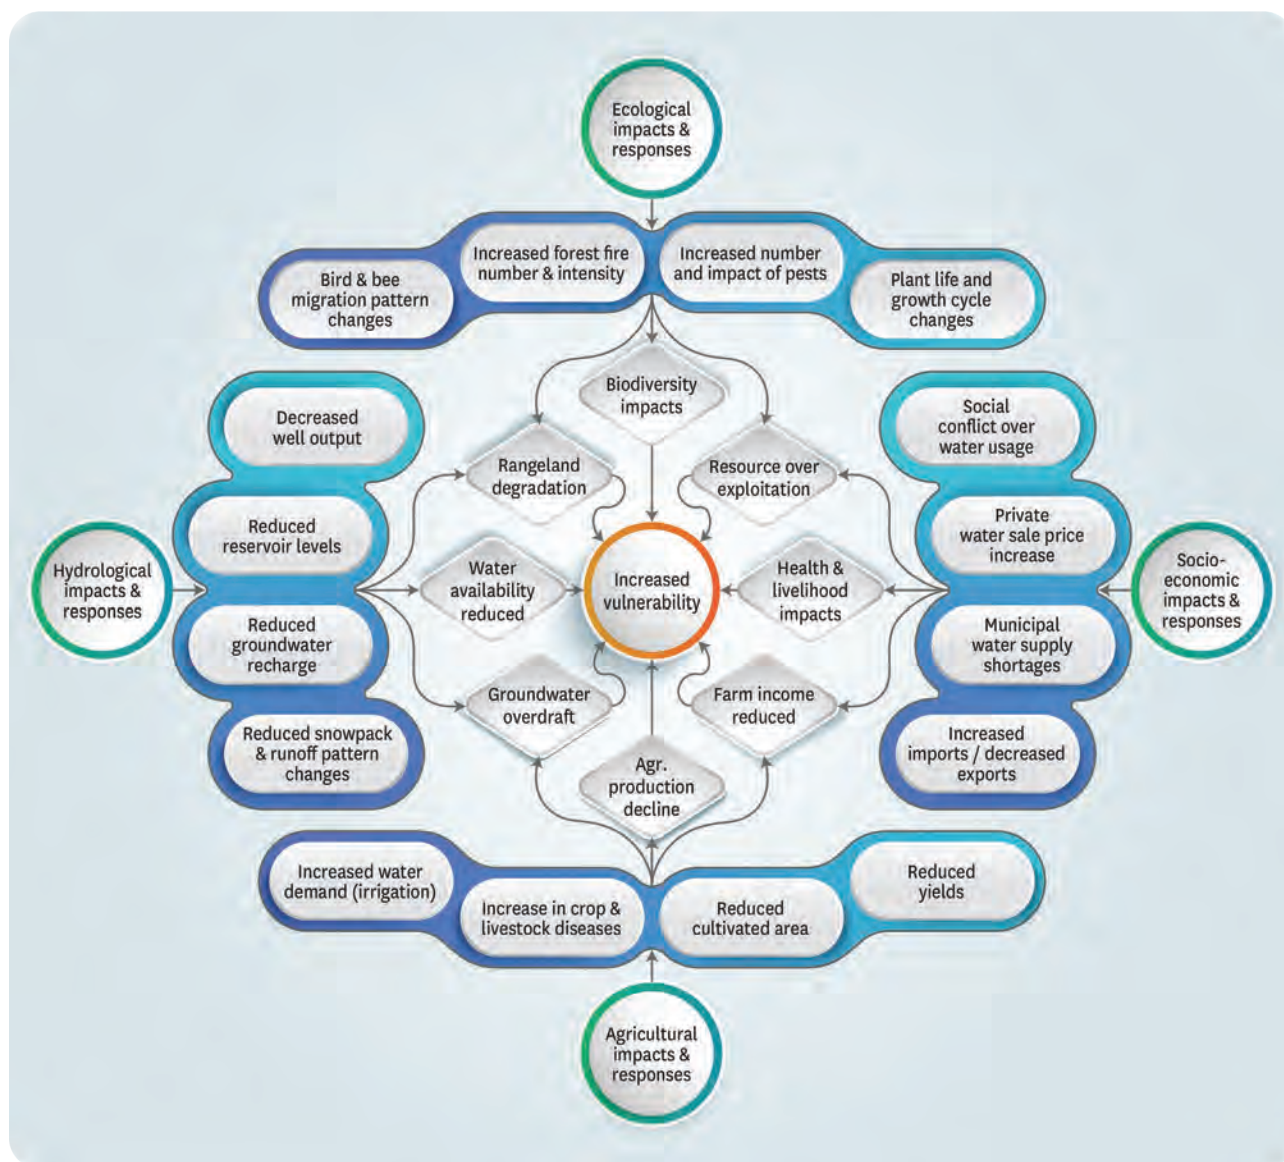 Ecological
impacts &
responses
Bird & bee
migration pattern
changes
Increased forest fire
number & intensity
Increased number
and impact of pests
Plant life and
growth cycle
changes
Biodiversity
impacts
Decreased
well output
Rangeland
degradation
Resource over
exploitation
Social
conflict over
water usage
Reduced
reservoir levels
Private
water sale price
increase
Hydrological
impacts &
responses
Water
availability
reduced
Increased
vulnerability
Health &
livelihood
impacts
Socio-
economic
impacts &
responses
Reduced
groundwater
recharge
Municipal
water supply
shortages
Groundwater
overdraft
Farm income
reduced
Reduced snowpack
& runoff pattern
changes
Agr.
production
decline
Increased
imports / decreased
exports
Increased water
demand (irrigation)
Increase in crop &
livestock diseases
Reduced
cultivated area
Reduced
yields
Agricultural
impacts &
responses